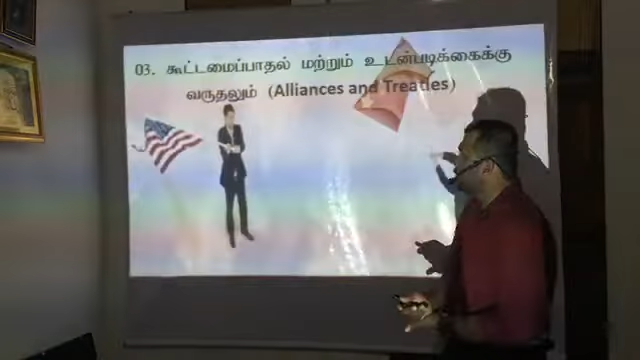 03. கூட்டமைப்பாதல் மற்றும் உடன்படிக்கைக்கு
வருதலும் (Alliances and Treaties)